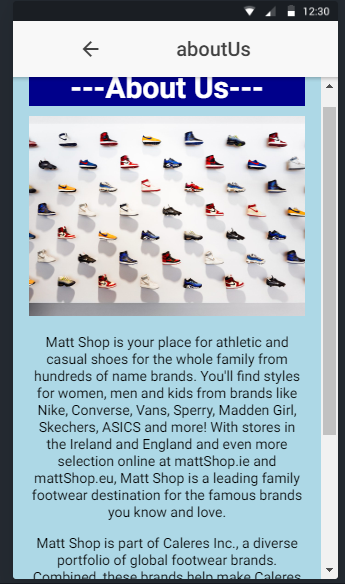 12:30
aboutUs
---About Us---
Matt Shop is your place for athletic and
casual shoes for the whole family from
hundreds of name brands. You'll find styles
for women, men and kids from brands like
Nike, Converse, Vans, Sperry, Madden Girl,
Skechers, ASICS and more! With stores in
the Ireland and England and even more
selection online at mattShop.ie and
mattShop.eu, Matt Shop is a leading family
footwear destination for the famous brands
you know and love.
Matt Shop is part of Caleres Inc., a diverse
portfolio of global footwear brands.
Combined, these brands help make Caleres